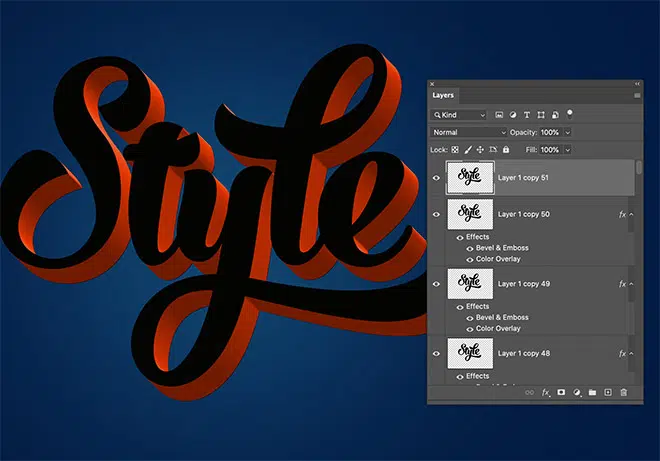 Style
Layers
Kind
Normal Opacity: 100%
Lock: Fill: 100%
Style Layer 1 copy 51
Style Layer 1 copy 50 fx
Effects
Bevel & Emboss
Color Overlay
Style Layer 1 copy 49 fx
Effects
Bevel & Emboss
Color Overlay
Style Layer 1 copy 48 fx
Effects
fx